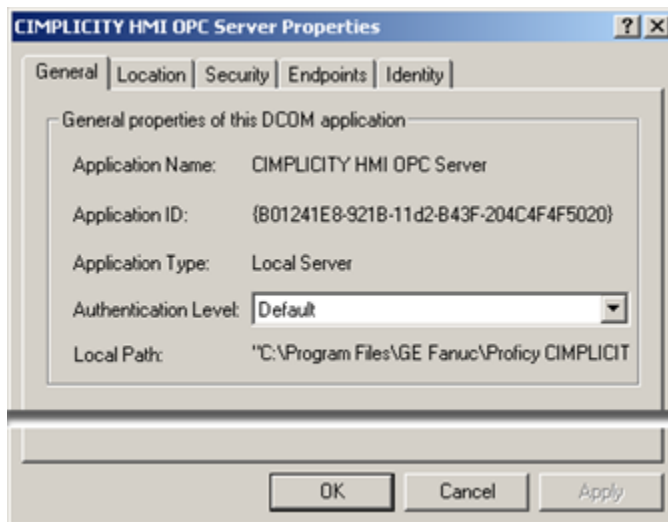 CIMPLICITY HMI OPC Server Properties
General Location Security Endpoints Identity
General properties of this DCOM application
Application Name: CIMPLICITY HMI OPC Server
Application ID: {B01241E8-921B-11d2-B43F-204C4F4F5020}
Application Type: Local Server
Authentication Level: Default
Local Path: "C:\Program Files\GE Fanuc\Proficy CIMPLICIT
OK Cancel Apply